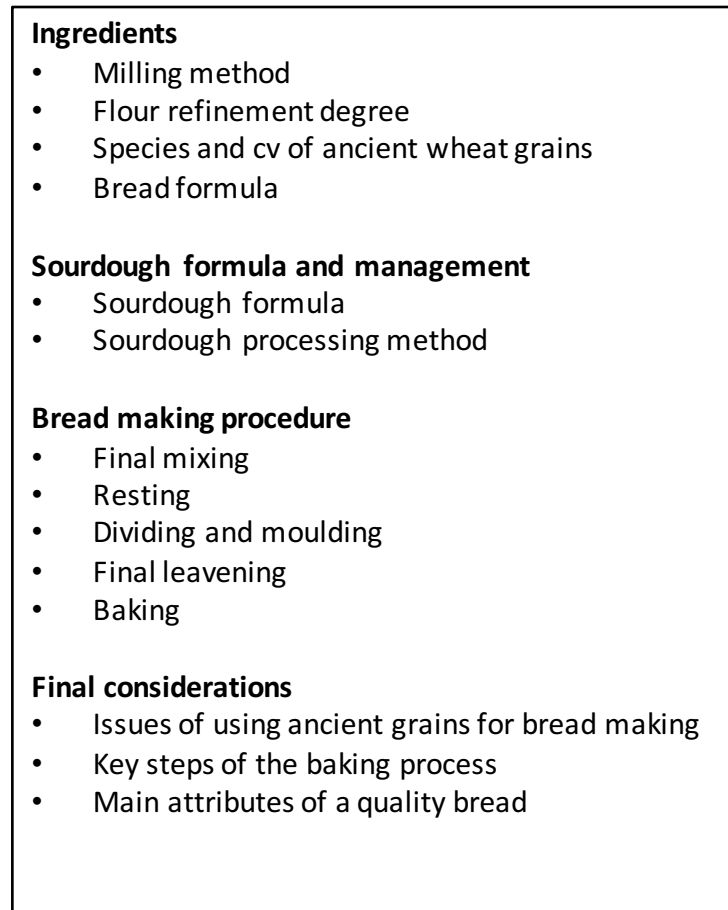 Ingredients
• Milling method
• Flour refinement degree
• Species and cv of ancient wheat grains
• Bread formula
Sourdough formula and management
• Sourdough formula
• Sourdough processing method
Bread making procedure
• Final mixing
• Resting
• Dividing and moulding
• Final leavening
• Baking
Final considerations
• Issues of using ancient grains for bread making
• Key steps of the baking process
• Main attributes of a quality bread